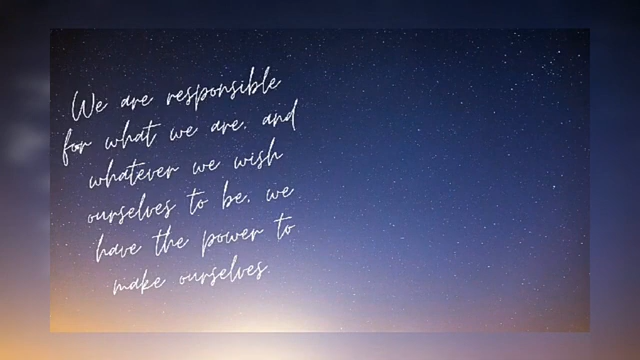 We are responsible
for what we are, and
whatever we wish
ourselves to be, we
have the power to
make ourselves